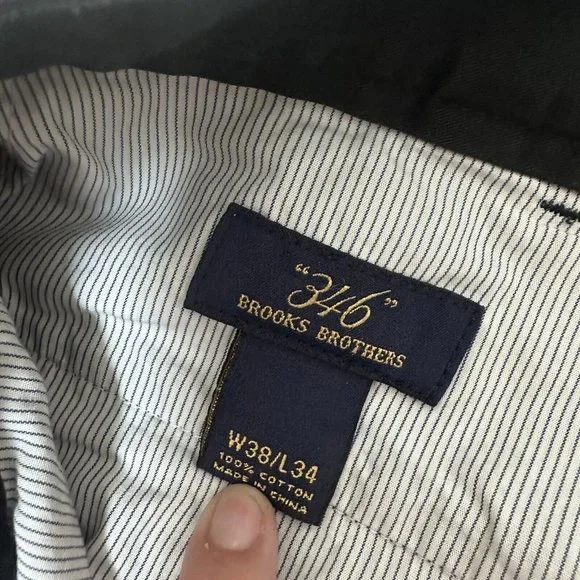 “346”
BROOKS BROTHERS
W38/L34
100% COTTON
MADE IN CHINA